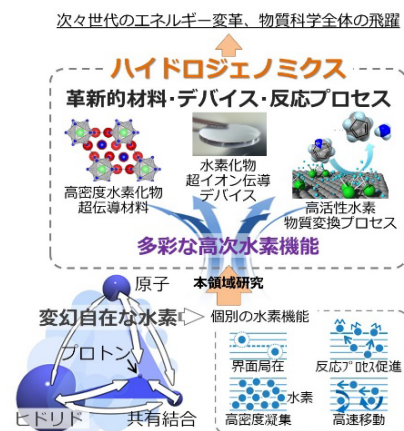 次々世代のエネルギー変革、物質科学全体の飛躍
ハイドロジェノミクス
革新的材料・デバイス・反応プロセス
高密度水素化物
超伝導材料
水素化物
超イオン伝導
デバイス
高活性水素
物質変換プロセス
多彩な高次水素機能
本領域研究
原子
変幻自在な水素
プロトン
ヒドリド
共有結合
個別の水素機能
界面局在
反応プロセス促進
水素
高密度凝集
高速移動